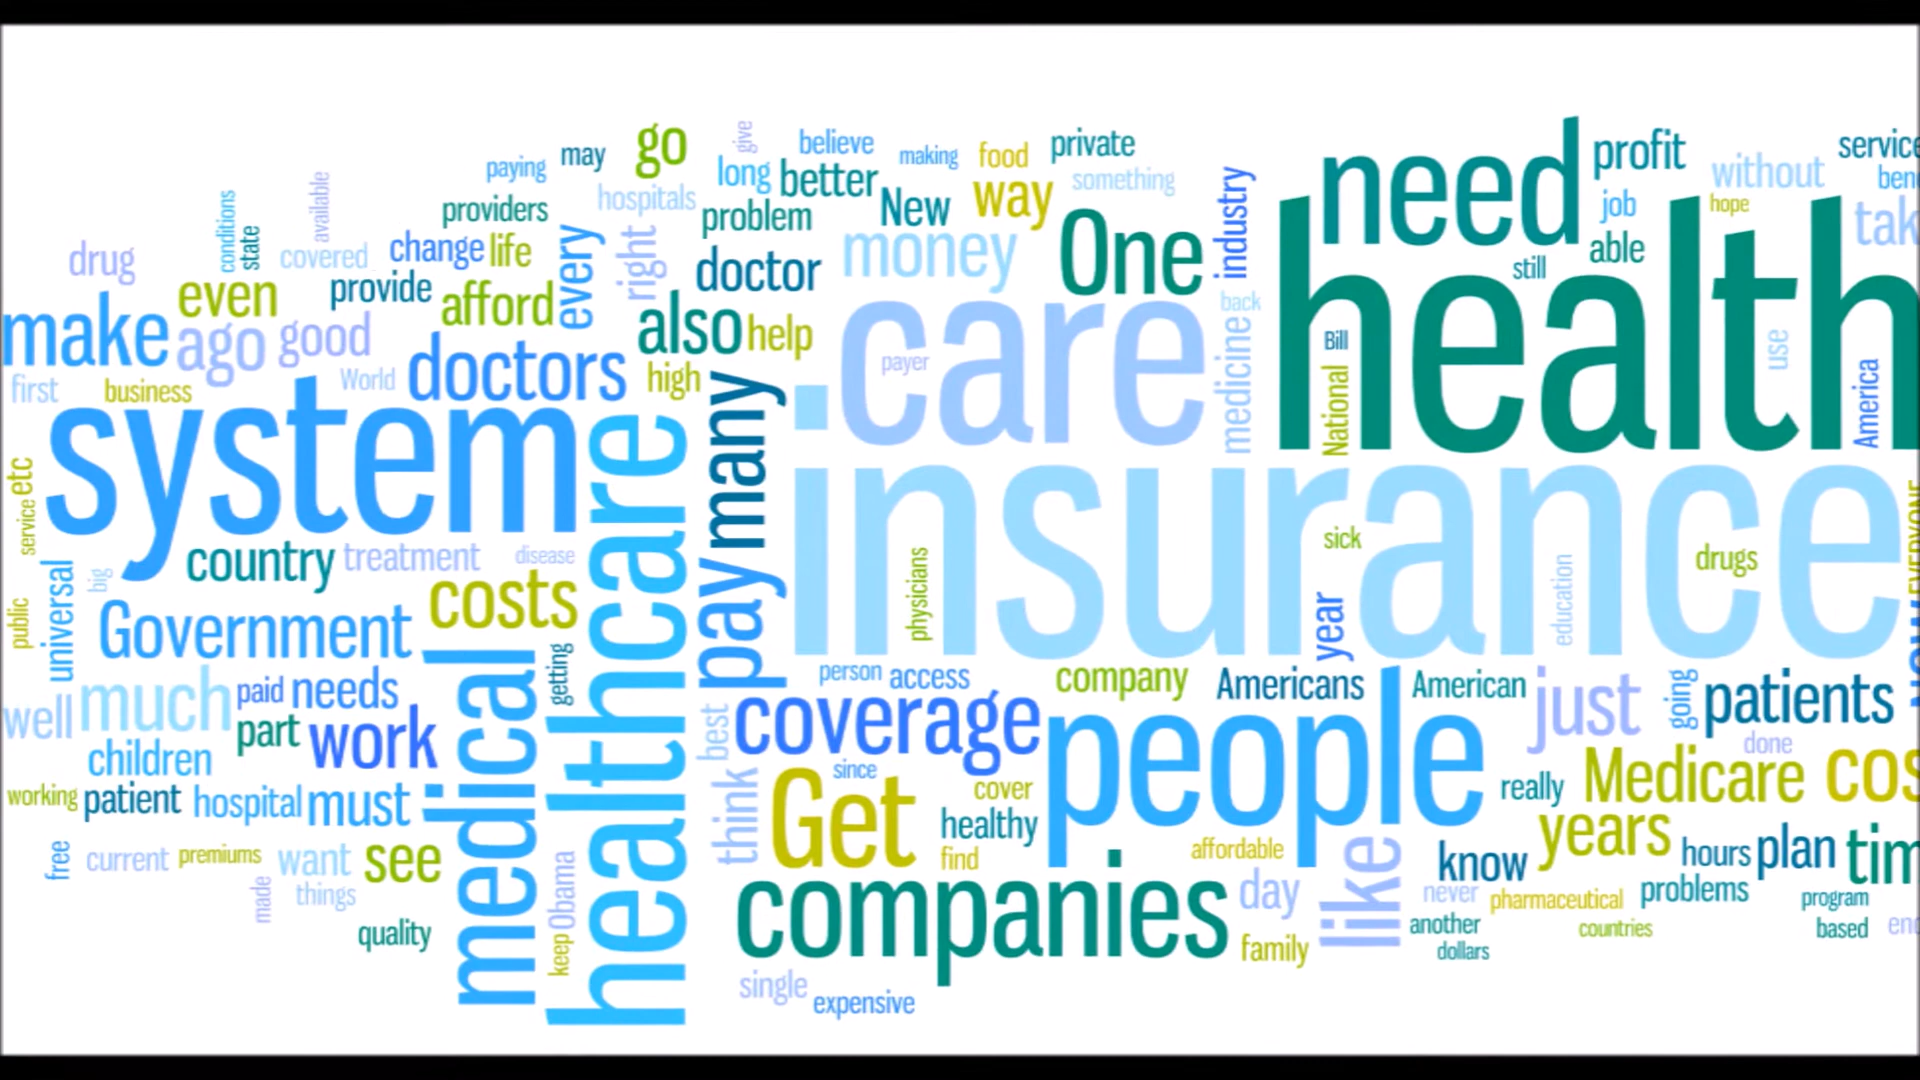 give
believe
making
food
private
need
profit
service
go
may
paying
long
better
way
something
without
hospitals
New
job
hope
providers
problem
One
industry
able
conditions
state
available
covered
change
life
every
right
doctor
money
still
health
drug
even
provide
afford
also
help
care
back
medicine
payer
Bill
National
use
America
make
ago
good
World
doctors
high
first
business
system
healthcare
many
pay
insurance
etc
service
country
treatment
disease
physicians
sick
year
education
drugs
EVERYONE
public
universal
big
Government
costs
getting
medical
person
access
company
Americans
American
just
going
patients
well
much
paid
needs
part
work
best
coverage
people
done
children
since
cover
really
Medicare
working
patient
hospital
must
think
Get
healthy
find
affordable
years
free
current
premiums
want
see
know
hours
plan
made
things
Obama
keep
companies
day
like
never
pharmaceutical
problems
program
quality
family
another
dollars
countries
based
single
expensive